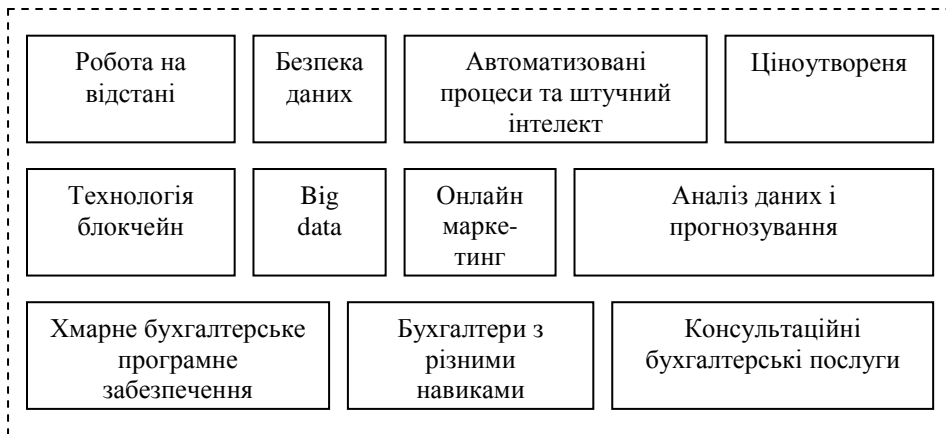 Робота на
відстані
Безпека
даних
Автоматизовані
процеси та штучний
інтелект
Ціноутвореня
Технологія
блокчейн
Big
data
Онлайн
марке-
тинг
Аналіз даних і
прогнозування
Хмарне бухгалтерське
програмне
забезпечення
Бухгалтери з
різними
навиками
Консультаційні
бухгалтерські послуги